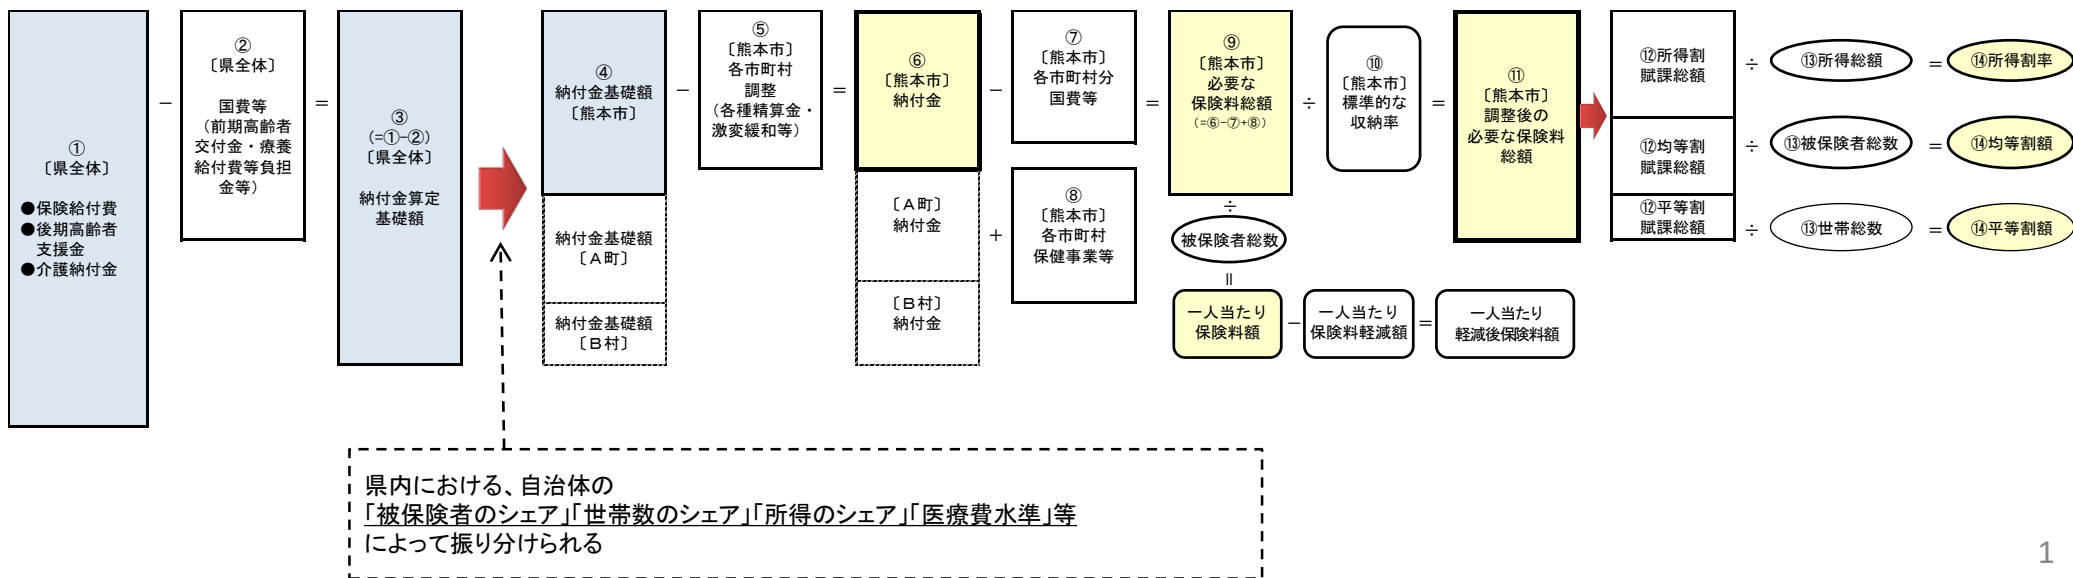 ①
〔県全体〕
●保険給付費
●後期高齢者
支援金
●介護納付金
－
②
〔県全体〕
国費等
（前期高齢者
交付金・療養
給付費等負担
金等）
＝
③
(=①-②)
〔県全体〕
納付金算定
基礎額
④
納付金基礎額
〔熊本市〕
納付金基礎額
〔Ａ町〕
納付金基礎額
〔Ｂ村〕
－
⑤
〔熊本市〕
各市町村
調整
（各種精算金・
激変緩和等）
＝
⑥
〔熊本市〕
納付金
〔Ａ町〕
納付金
〔Ｂ村〕
納付金
－
⑦
〔熊本市〕
各市町村分
国費等
＋
⑧
〔熊本市〕
各市町村
保健事業等
＝
⑨
〔熊本市〕
必要な
保険料総額
(=⑥-⑦+⑧)
÷
被保険者総数
＝
一人当たり
保険料額
－
一人当たり
保険料軽減額
＝
一人当たり
軽減後保険料額
÷
⑩
〔熊本市〕
標準的な
収納率
＝
⑪
〔熊本市〕
調整後の
必要な保険料
総額
⑫所得割
賦課総額
÷
⑬所得総額
＝
⑭所得割率
⑫均等割
賦課総額
÷
⑬被保険者総数
＝
⑭均等割額
⑫平等割
賦課総額
÷
⑬世帯総数
＝
⑭平等割額
県内における、自治体の
「被保険者のシェア」「世帯数のシェア」「所得のシェア」「医療費水準」等
によって振り分けられる
1